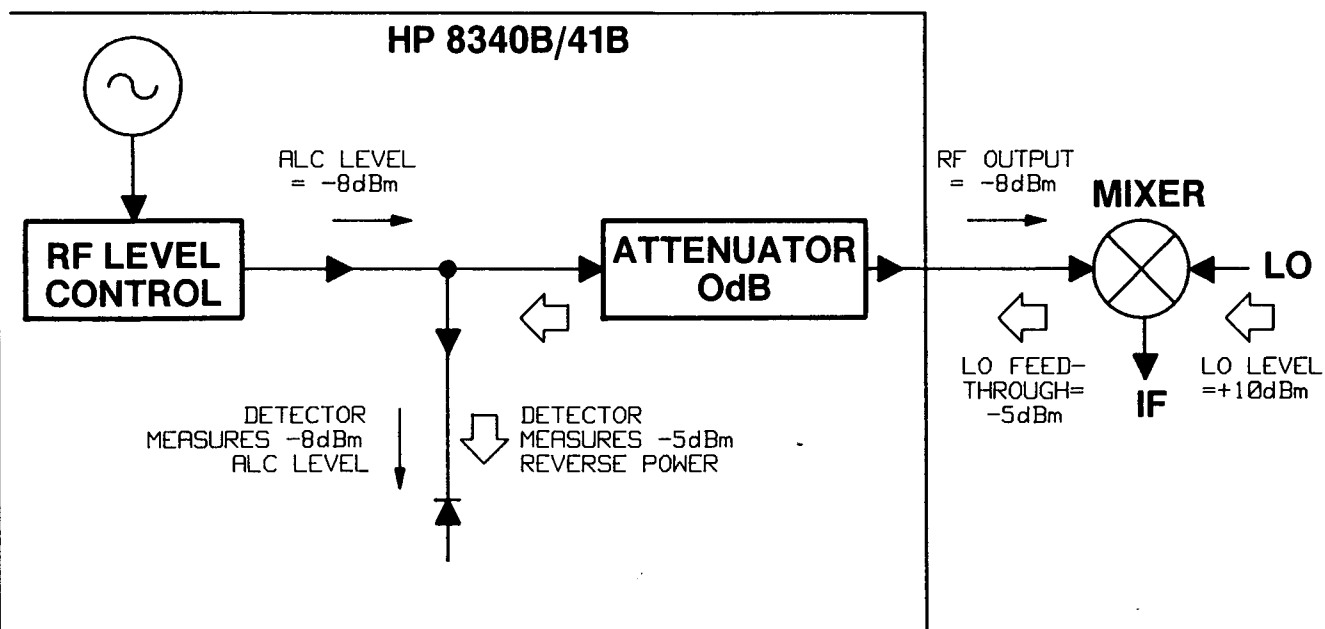 HP 8340B/41B
ALC LEVEL
= -8dBm
RF OUTPUT
= -8dBm
MIXER
RF LEVEL
CONTROL
ATTENUATOR
0dB
LO
LO FEED-
THROUGH=
-5dBm
LO LEVEL
=+10dBm
IF
DETECTOR
MEASURES -8dBm
ALC LEVEL
DETECTOR
MEASURES -5dBm
REVERSE POWER